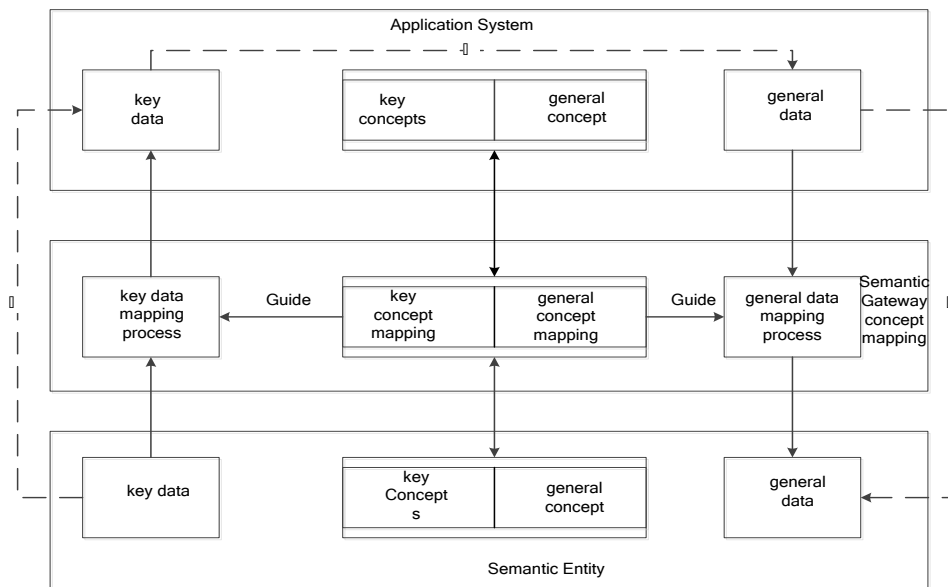 Application System
key
data
key
concepts
general
concept
general
data
key data
mapping
process
Guide
key
concept
mapping
general
concept
mapping
Guide
general data
mapping
process
Semantic
Gateway
concept
mapping
key data
key
Concept
s
general
concept
general
data
Semantic Entity